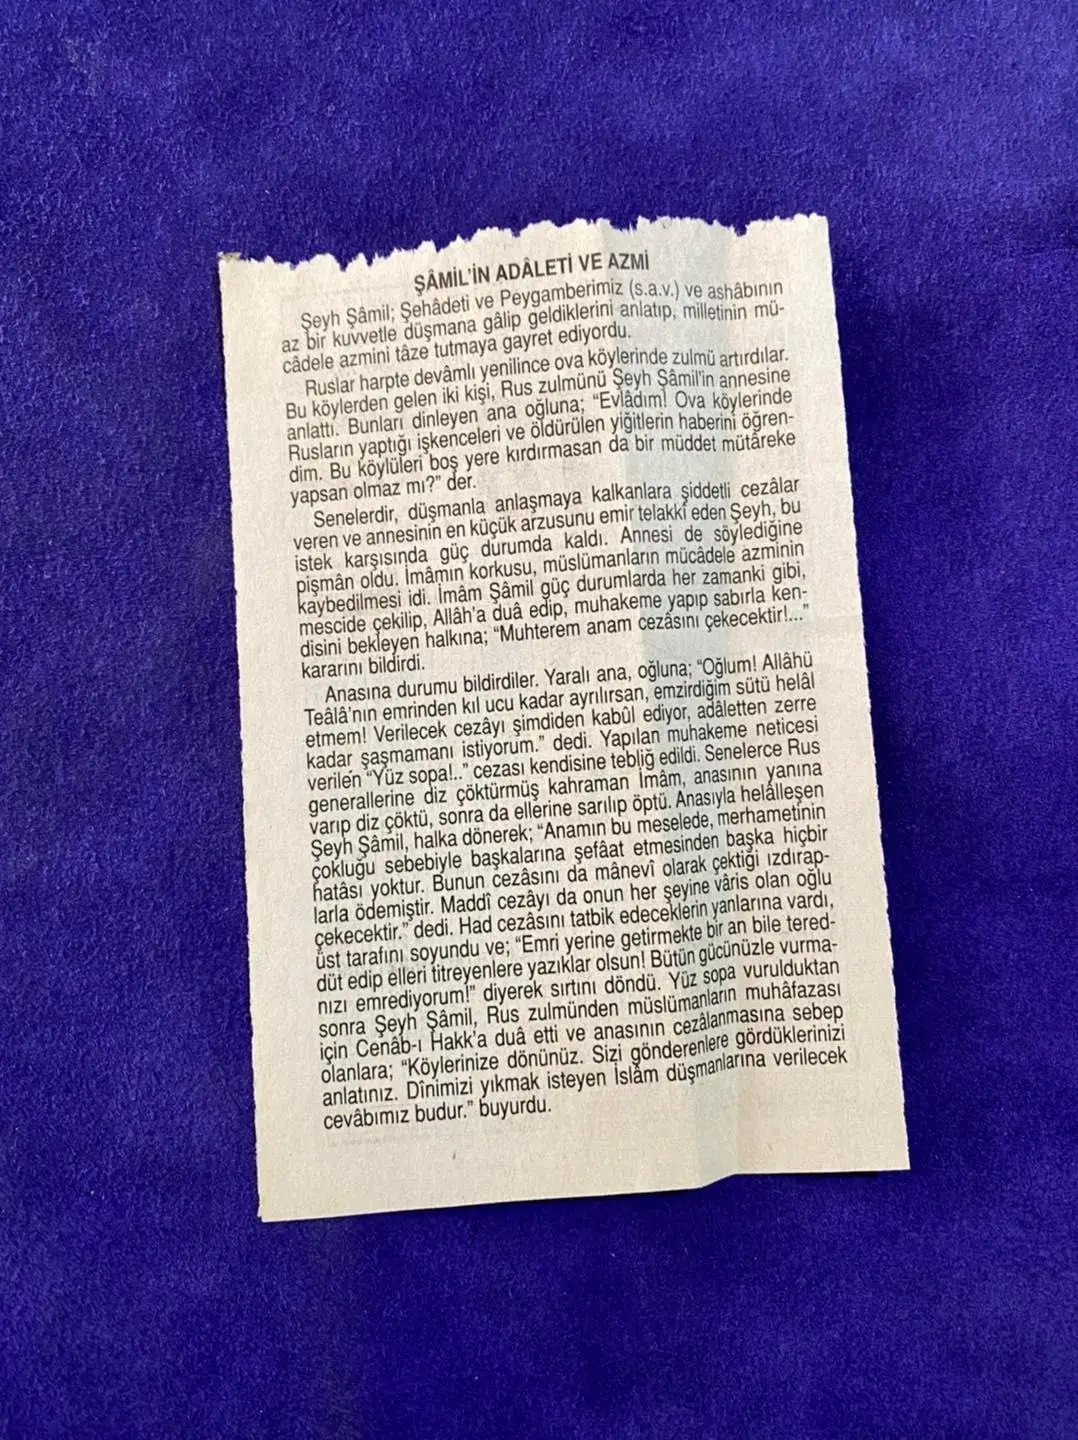 ŞÂMİL'İN ADÂLETİ VE AZMİ
Şeyh Şâmil; Şehâdeti ve Peygamberimiz (s.a.v.) ve ashâbının
az bir kuvvetle düşmana gâlip geldiklerini anlatıp, milletinin mü-
câdele azmini tâze tutmaya gayret ediyordu.
Ruslar harpte devâmlı yenilince ova köylerinde zulmü artırdılar.
Bu köylerden gelen iki kişi, Rus zulmünü Şeyh Şâmil'in annesine
anlattı. Bunları dinleyen ana oğluna; “Evlâdım! Ova köylerinde
Rusların yaptığı işkenceleri ve öldürülen yiğitlerin haberini öğren-
dim. Bu köylüleri boş yere kırdırmasan da bir müddet mütâreke
yapsan olmaz mı?” der.
Senelerdir, düşmanla anlaşmaya kalkanlara şiddetli cezâlar
veren ve annesinin en küçük arzusunu emir telakkî eden Şeyh, bu
istek karşısında güç durumda kaldı. Annesi de söylediğine
pişmân oldu. İmâmın korkusu, müslümanların mücâdele azminin
kaybedilmesi idi. İmâm Şâmil güç durumlarda her zamanki gibi,
mescide çekilip, Allâh'a duâ edip, muhakeme yapıp sabırla ken-
disini bekleyen halkına; “Muhterem anam cezâsını çekecektir!...”
kararını bildirdi.
Anasına durumu bildirdiler. Yaralı ana, oğluna; “Oğlum! Allâhü
Teâlâ'nın emrinden kıl ucu kadar ayrılırsan, emzirdiğim sütü helâl
etmem! Verilecek cezâyı şimdiden kabûl ediyor, adâletten zerre
kadar şaşmamanı istiyorum.” dedi. Yapılan muhakeme neticesi
verilen “Yüz sopa!..” cezası kendisine tebliğ edildi. Senelerce Rus
generallerine diz çöktürmüş kahraman İmâm, anasının yanına
varıp diz çöktü, sonra da ellerine sarılıp öptü. Anasıyla helâlleşen
Şeyh Şâmil, halka dönerek; “Anamın bu meselede, merhametinin
çokluğu sebebiyle başkalarına şefâat etmesinden başka hiçbir
hatâsı yoktur. Bunun cezâsını da mânevî olarak çektiği ızdırap-
larla ödemiştir. Maddî cezâyı da onun her şeyine vâris olan oğlu
çekecektir.” dedi. Had cezâsını tatbik edeceklerin yanlarına vardı,
üst tarafını soyundu ve; “Emri yerine getirmekte bir an bile tered-
düt edip elleri titreyenlere yazıklar olsun! Bütün gücünüzle vurma-
nızı emrediyorum!” diyerek sırtını döndü. Yüz sopa vurulduktan
sonra Şeyh Şâmil, Rus zulmünden müslümanların muhâfazası
için Cenâb-ı Hakk'a duâ etti ve anasının cezâlanmasına sebep
olanlara; “Köylerinize dönünüz. Sizi gönderenlere gördüklerinizi
anlatınız. Dînimizi yıkmak isteyen İslâm düşmanlarına verilecek
cevâbımız budur.” buyurdu.